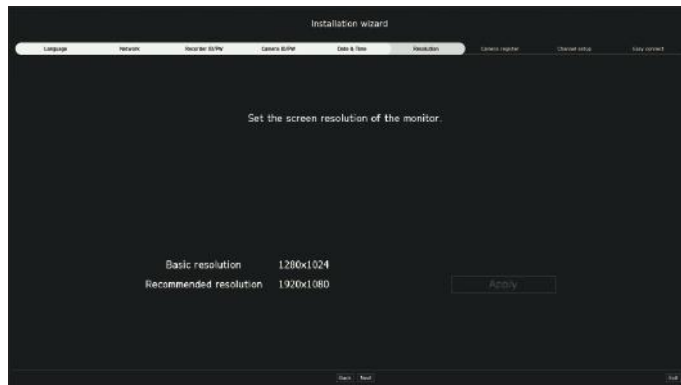 Installation wizard
Language Network Recorder ID/PW Camera ID/PW Date & Time Resolution Camera register Channel setup Easy connect
Set the screen resolution of the monitor.
Basic resolution 1280x1024
Recommended resolution 1920x1080 Apply
Back Next Exit